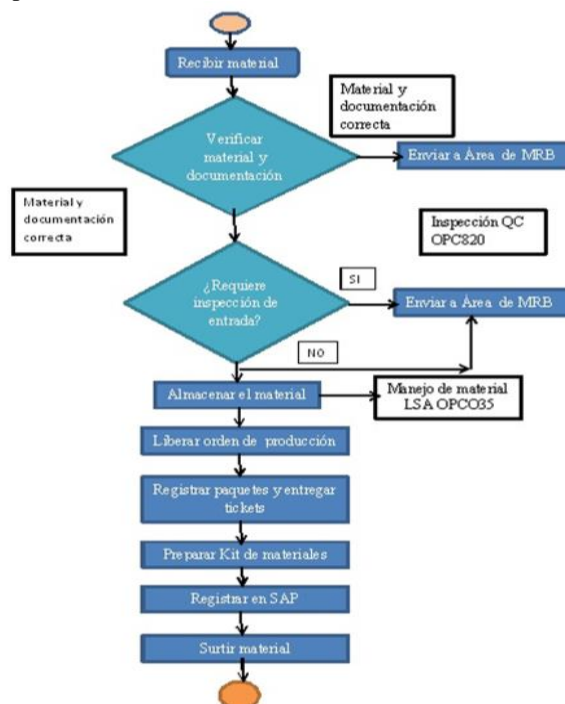 Recibir material
Material y
documentación
correcta
Verificar
material y
documentación
Enviar a Área de MRB
Material y
documentación
correcta
Inspección QC
OPC820
¿Requiere
inspección de
entrada?
SI
Enviar a Área de MRB
NO
Almacenar el material
Manejo de material
LSA OPCO35
Liberar orden de producción
Registrar paquetes y entregar
tickets
Preparar Kit de materiales
Registrar en SAP
Surtir material